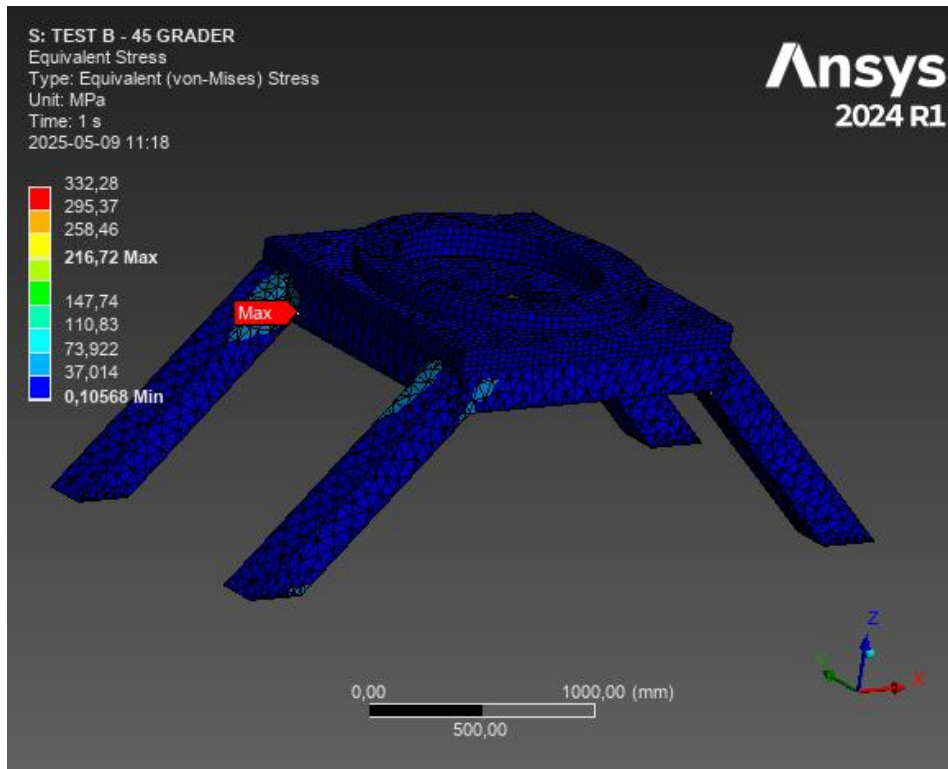 S: TEST B - 45 GRADER
Equivalent Stress
Type: Equivalent (von-Mises) Stress
Unit: MPa
Time: 1 s
2025-05-09 11:18
Ansys
2024 R1
332,28
295,37
258,46
216,72 Max
147,74
110,83
73,922
37,014
0,10568 Min
Max
Z
Y
X
0,00
1000,00 (mm)
500,00